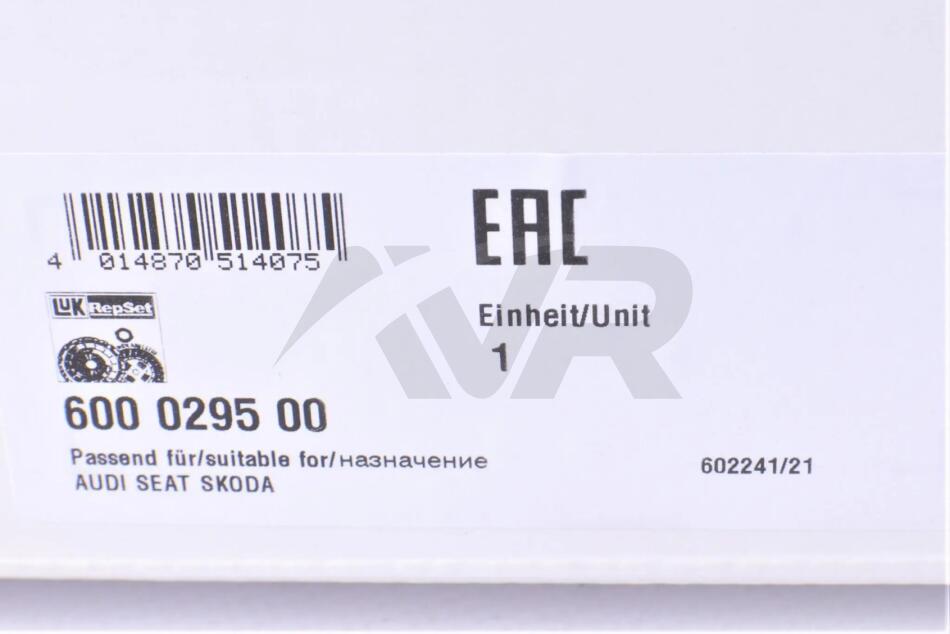 4 014870 514075
EAC
LuK RepSet
Einheit/Unit
1
600 0295 00
Passend für/suitable for/назначение
AUDI SEAT SKODA
602241/21
VR